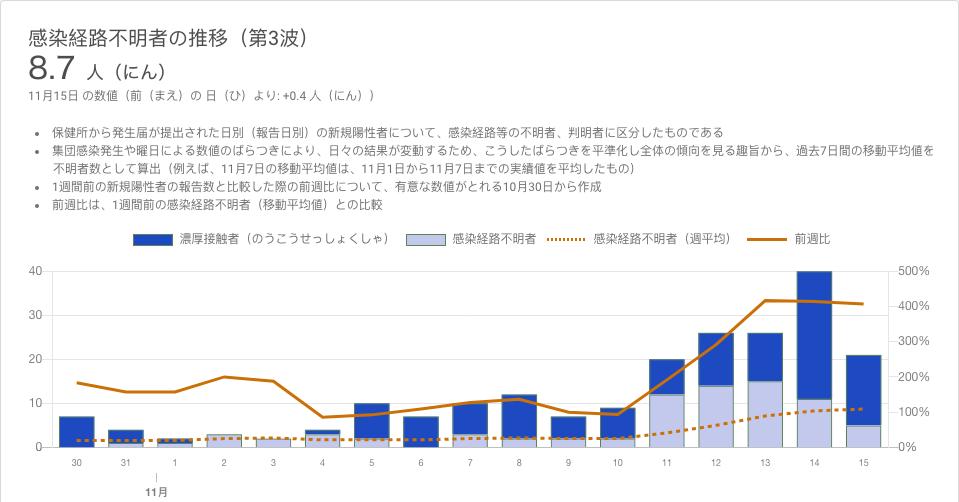 感染経路不明者の推移（第3波）
8.7 人（にん）
11月15日 の数値（前（まえ）の 日（ひ）より: +0.4 人（にん））
• 保健所から発生届が提出された日別（報告日別）の新規陽性者について、感染経路等の不明者、判明者に区分したものである
• 集団感染発生や曜日による数値のばらつきにより、日々の結果が変動するため、こうしたばらつきを平準化し全体の傾向を見る趣旨から、過去7日間の移動平均値を
不明者数として算出（例えば、11月7日の移動平均値は、11月1日から11月7日までの実績値を平均したもの）
• 1週間前の新規陽性者の報告数と比較した際の前週比について、有意な数値がとれる10月30日から作成
• 前週比は、1週間前の感染経路不明者（移動平均値）との比較
濃厚接触者（のうこうせっしょくしゃ） 感染経路不明者 感染経路不明者（週平均） 前週比
40 500%
400%
30
300%
20
200%
10 100%
0 0%
30 31 1 2 3 4 5 6 7 8 9 10 11 12 13 14 15
11月